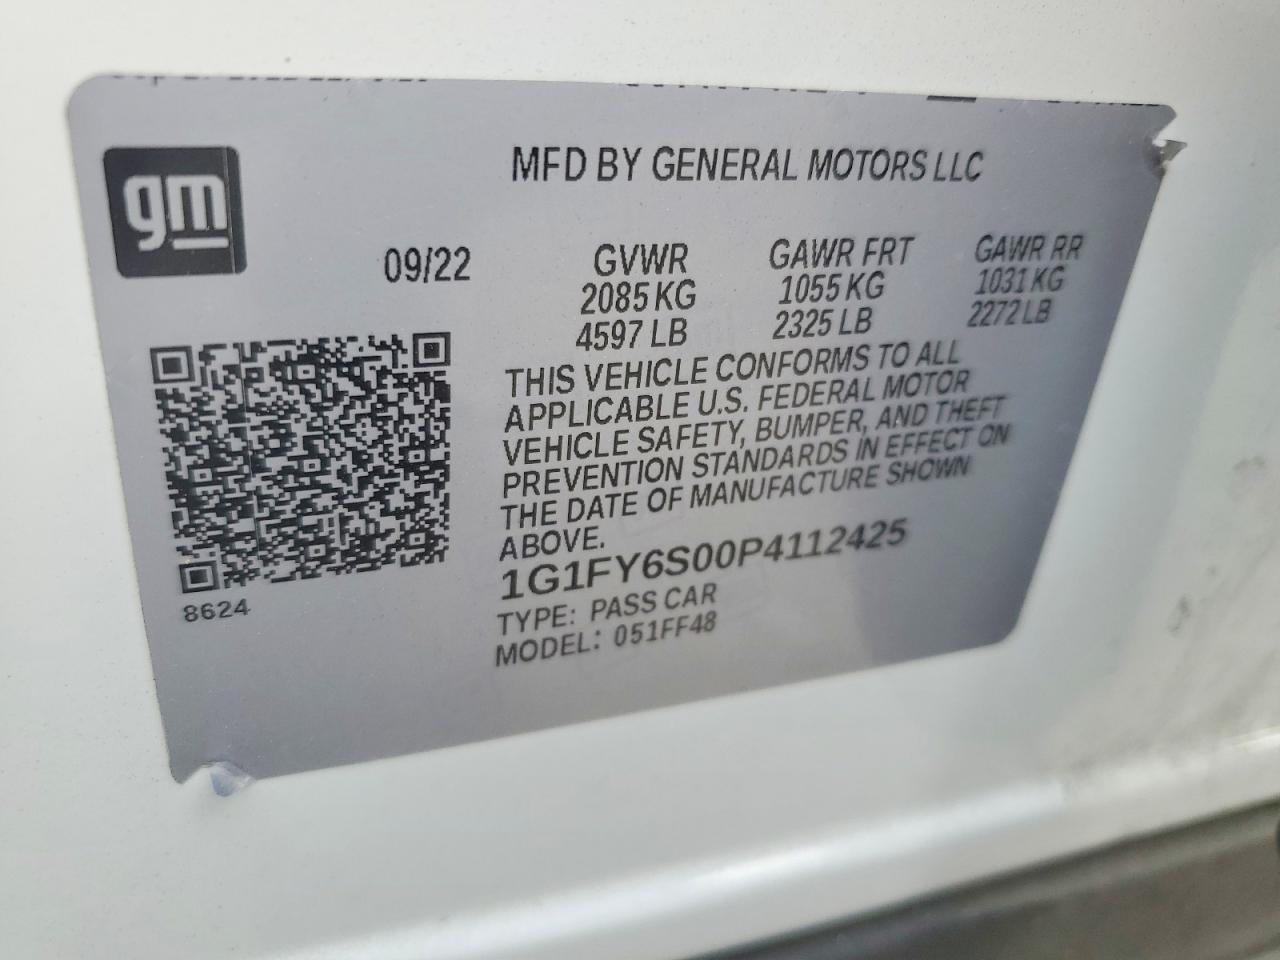 MFD BY GENERAL MOTORS LLC
gm
09/22
GVWR GAWR FRT GAWR RR
2085 KG 1055 KG 1031 KG
4597 LB 2325 LB 2272 LB
THIS VEHICLE CONFORMS TO ALL
APPLICABLE U.S. FEDERAL MOTOR
VEHICLE SAFETY, BUMPER, AND THEFT
PREVENTION STANDARDS IN EFFECT ON
THE DATE OF MANUFACTURE SHOWN
ABOVE.
1G1FY6S00P4112425
8624
TYPE: PASS CAR
MODEL: 051FF48